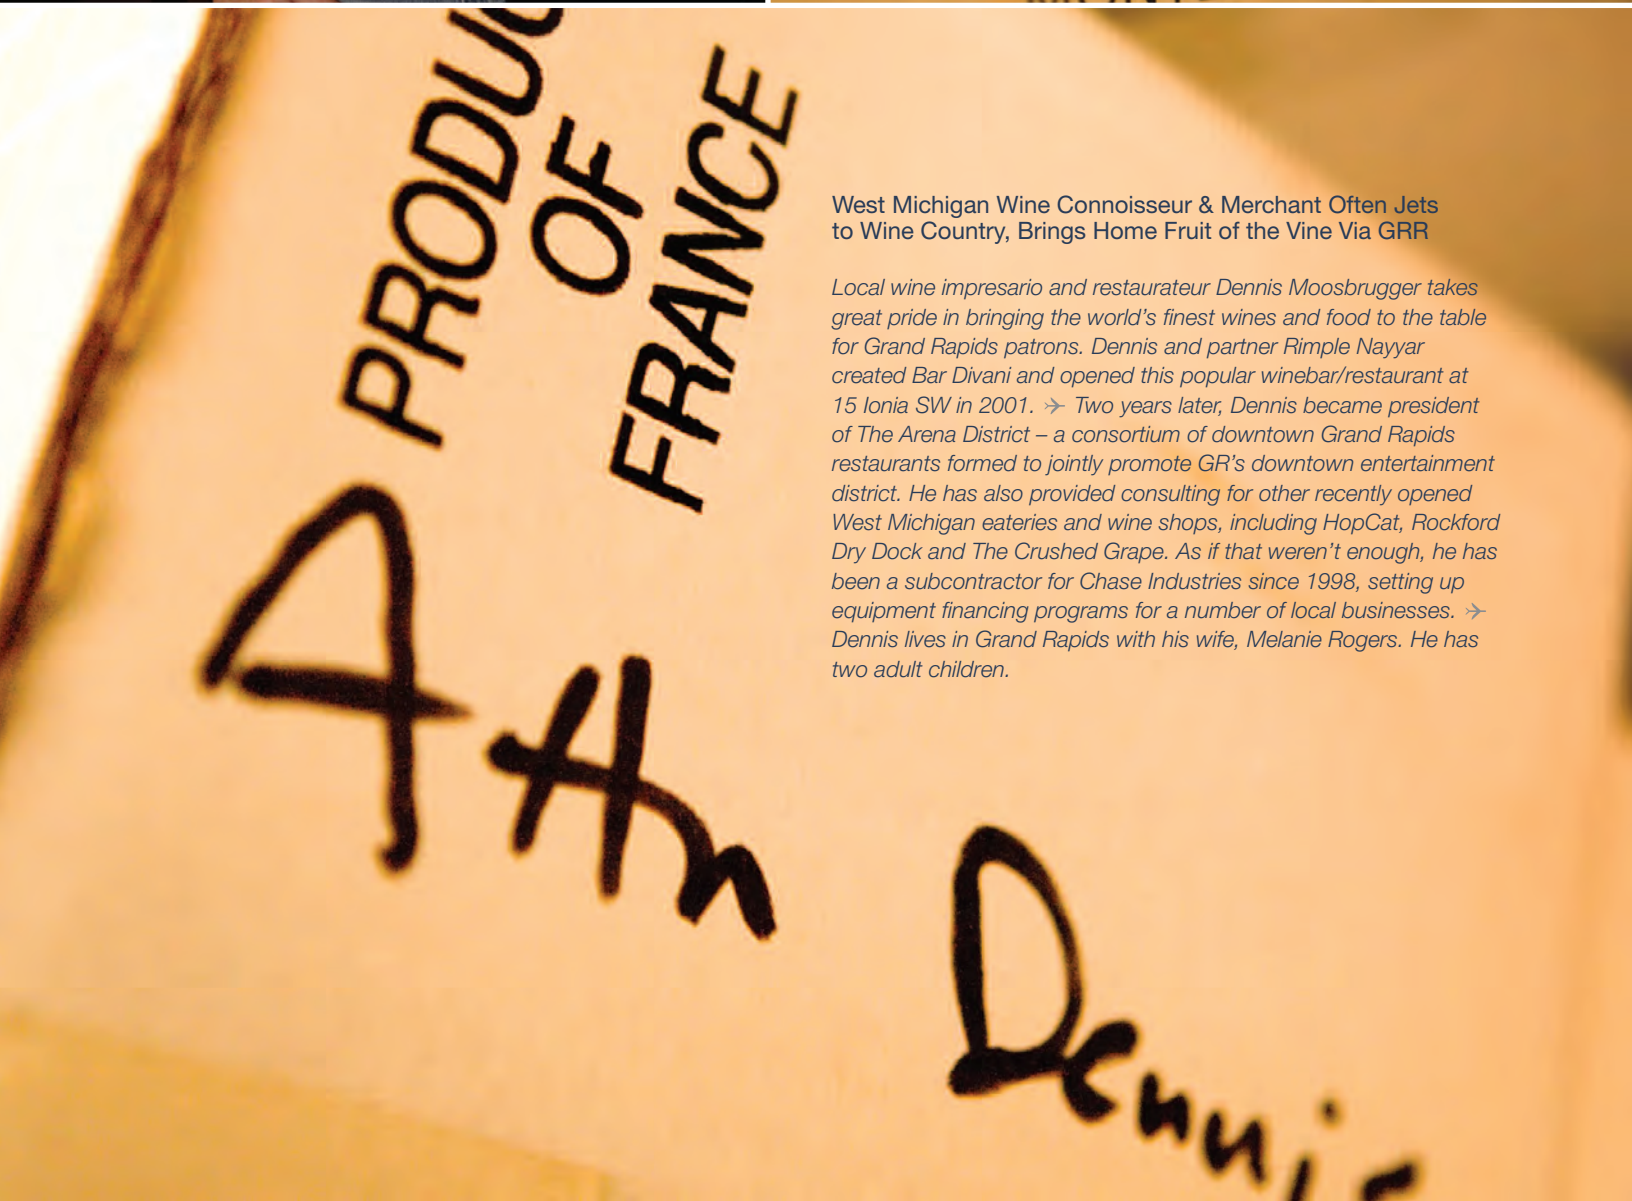 PRODUC
OF
FRANCE
West Michigan Wine Connoisseur & Merchant Often Jets
to Wine Country, Brings Home Fruit of the Vine Via GRR
Local wine impresario and restaurateur Dennis Moosbrugger takes
great pride in bringing the world’s finest wines and food to the table
for Grand Rapids patrons. Dennis and partner Rimple Nayyar
created Bar Divani and opened this popular winebar/restaurant at
15 Ionia SW in 2001. ✈ Two years later, Dennis became president
of The Arena District – a consortium of downtown Grand Rapids
restaurants formed to jointly promote GR’s downtown entertainment
district. He has also provided consulting for other recently opened
West Michigan eateries and wine shops, including HopCat, Rockford
Dry Dock and The Crushed Grape. As if that weren’t enough, he has
been a subcontractor for Chase Industries since 1998, setting up
equipment financing programs for a number of local businesses. ✈
Dennis lives in Grand Rapids with his wife, Melanie Rogers. He has
two adult children.
Attn
Dennis